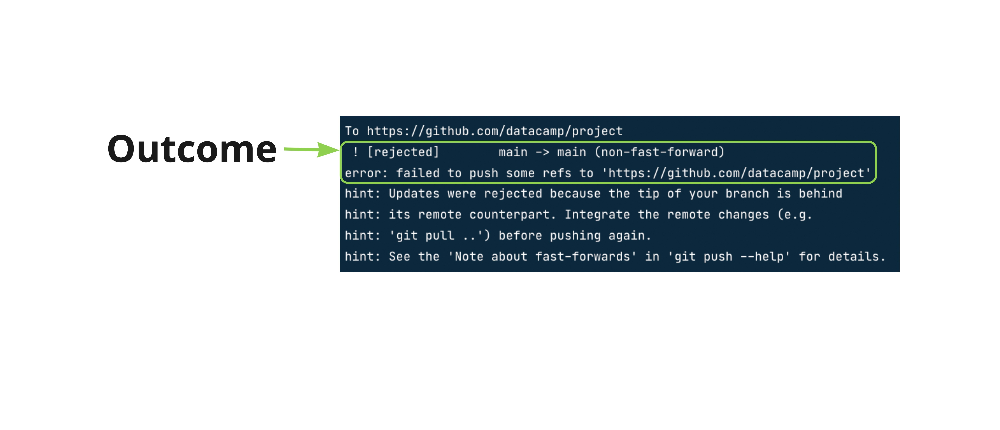 Outcome
To https://github.com/datacamp/project
! [rejected]        main -> main (non-fast-forward)
error: failed to push some refs to 'https://github.com/datacamp/project'
hint: Updates were rejected because the tip of your branch is behind
hint: its remote counterpart. Integrate the remote changes (e.g.
hint: 'git pull ..') before pushing again.
hint: See the 'Note about fast-forwards' in 'git push --help' for details.